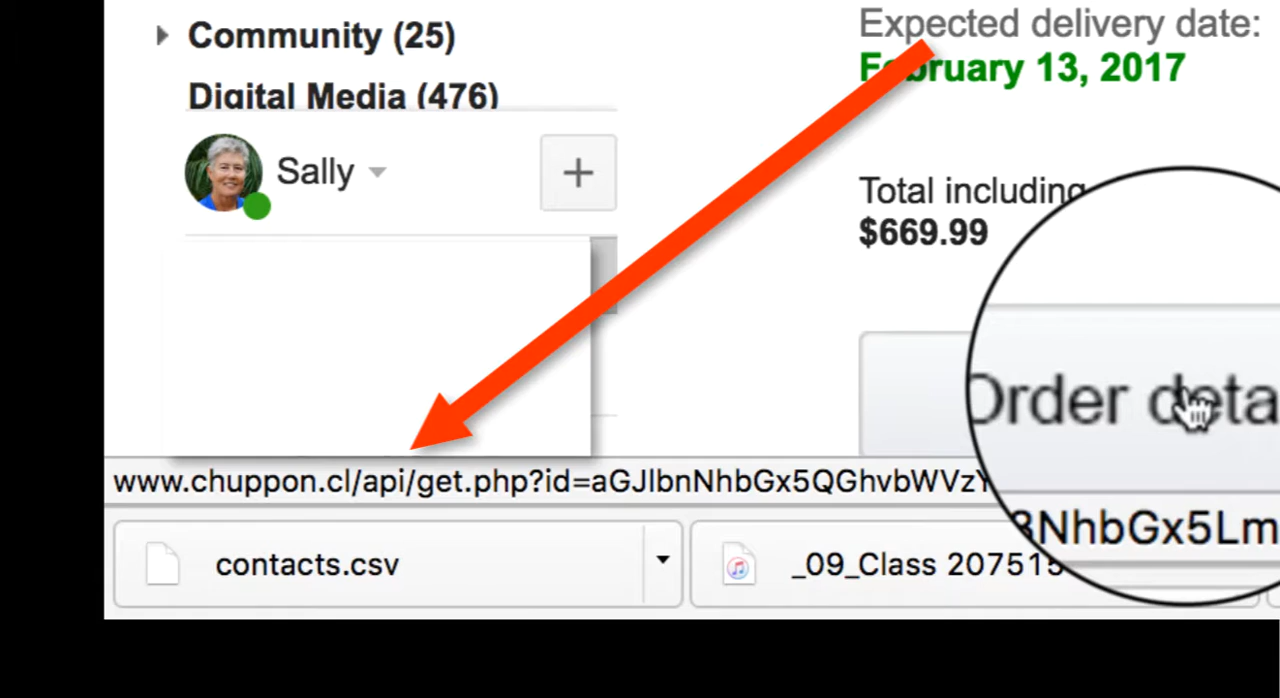 Community (25)
Digital Media (476)
Sally
+
Expected delivery date:
February 13, 2017
Total including
$669.99
Order deta
www.chuppon.cl/api/get.php?id=aGJlbnNhbGx5QGhvbWVzY
3NhbGx5Lm
contacts.csv
_09_Class 207515